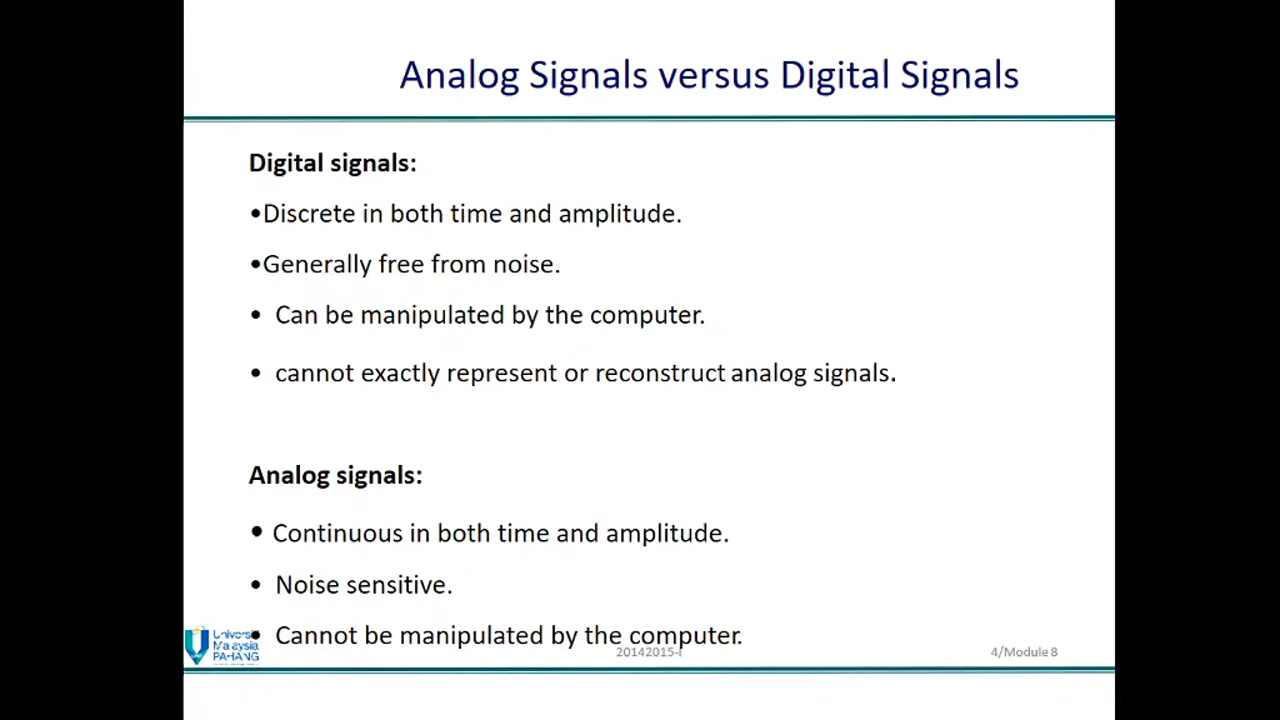 Analog Signals versus Digital Signals
Digital signals:
•Discrete in both time and amplitude.
•Generally free from noise.
• Can be manipulated by the computer.
• cannot exactly represent or reconstruct analog signals.
Analog signals:
• Continuous in both time and amplitude.
• Noise sensitive.
• Cannot be manipulated by the computer.
Universiti
Malaysia
PAHANG
20142015-I
4/Module 8